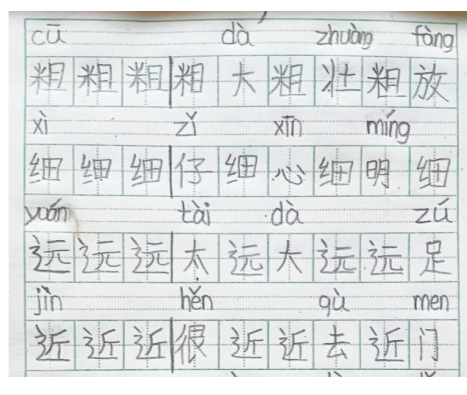 cū dà zhuàng fàng
粗粗粗粗大粗壮粗放
xì zǐ xīn míng
细细细仔细心细明细
yuǎn tài dà zú
远远远太远大远远足
jìn hěn qù men
近近近很近近去近门